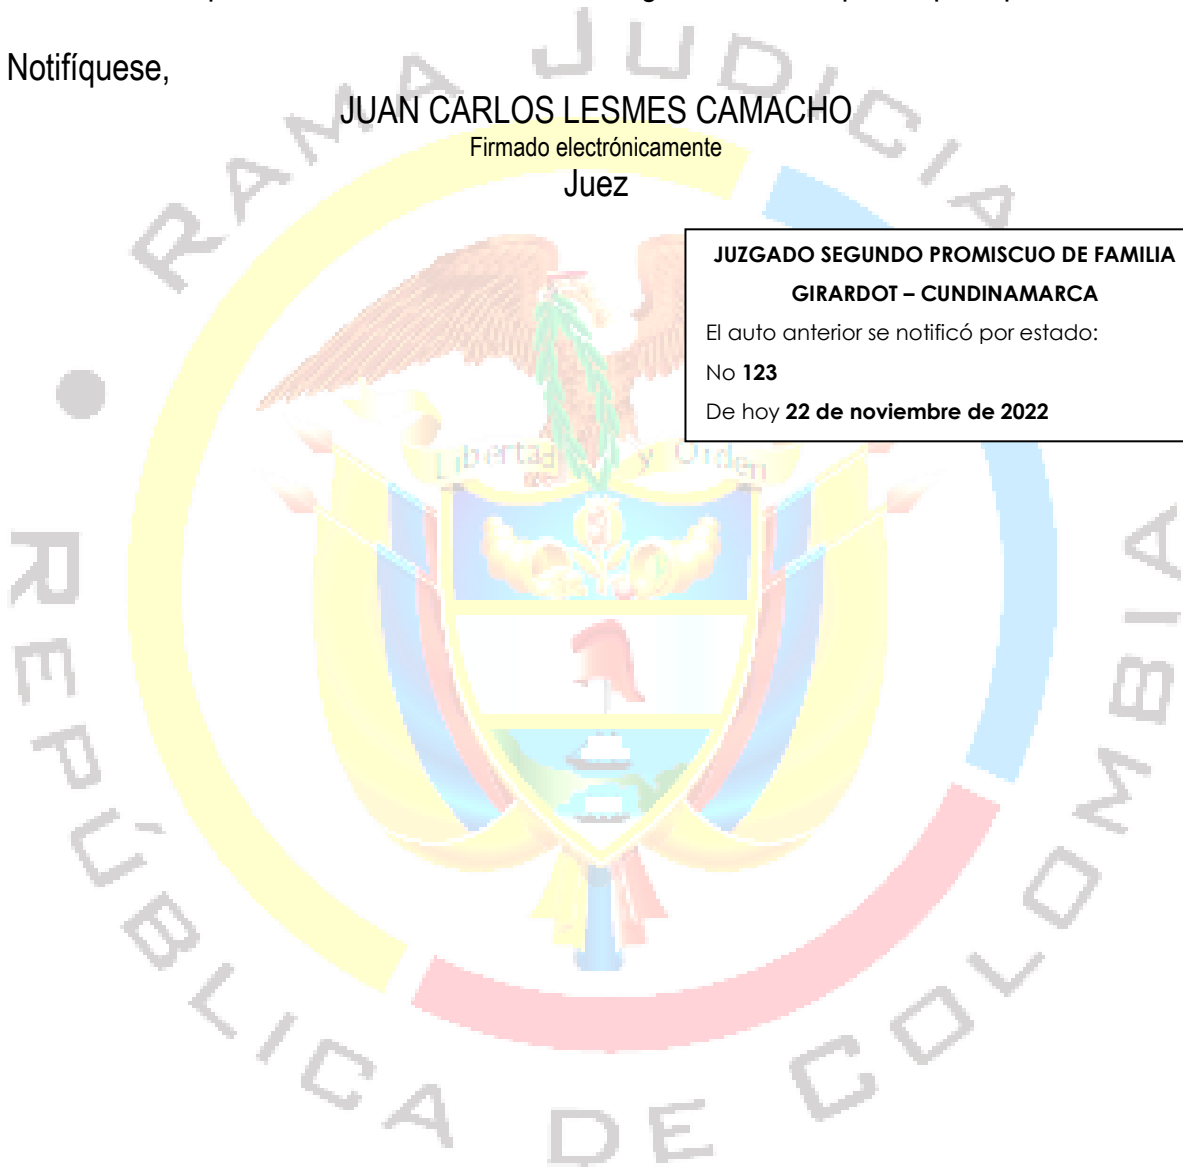 Notifíquese,
JUAN CARLOS LESMES CAMACHO
Firmado electrónicamente
Juez
JUZGADO SEGUNDO PROMISCUO DE FAMILIA
GIRARDOT – CUNDINAMARCA
El auto anterior se notificó por estado:
No 123
De hoy 22 de noviembre de 2022
RAMA JUDICIAL
REPÚBLICA DE COLOMBIA
Libertad y Orden